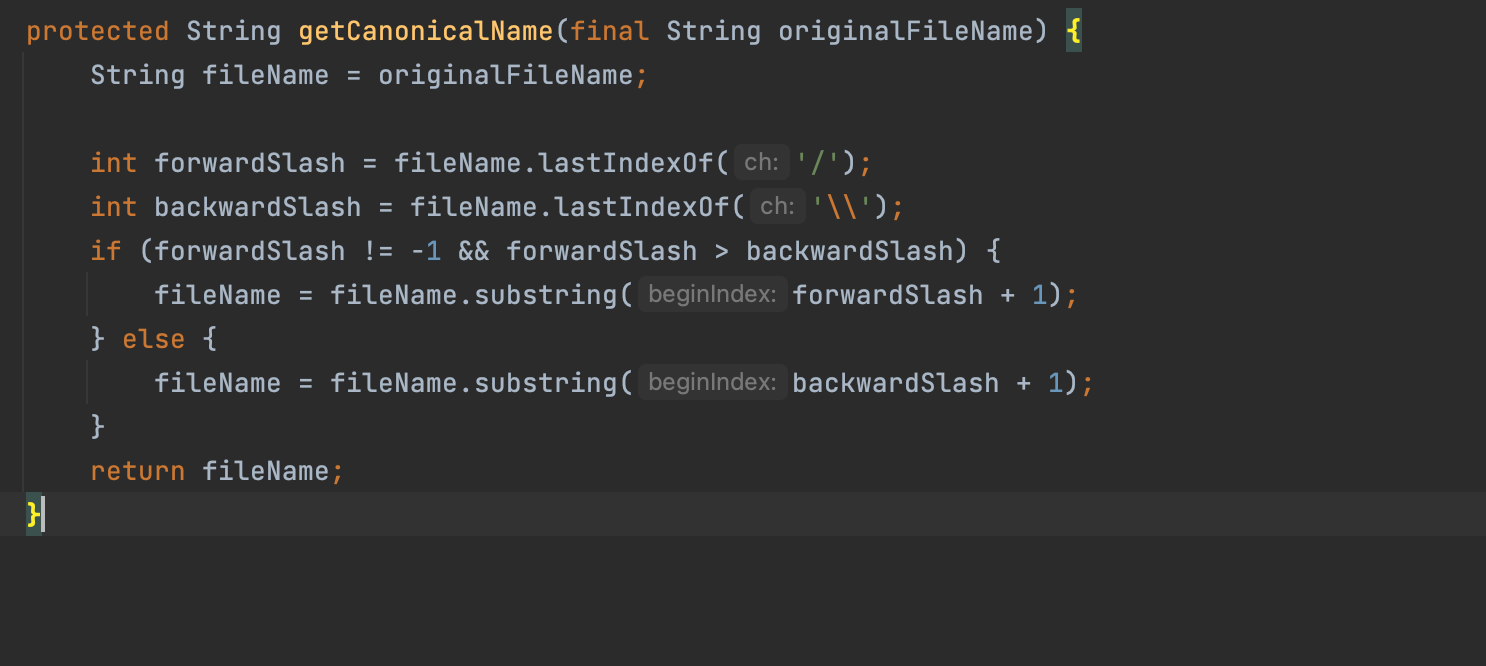 protected String getCanonicalName(final String originalFileName) {
    String fileName = originalFileName;

    int forwardSlash = fileName.lastIndexOf( ch: '/');
    int backwardSlash = fileName.lastIndexOf( ch: '\\');
    if (forwardSlash != -1 && forwardSlash > backwardSlash) {
        fileName = fileName.substring( beginIndex: forwardSlash + 1);
    } else {
        fileName = fileName.substring( beginIndex: backwardSlash + 1);
    }
    return fileName;
}